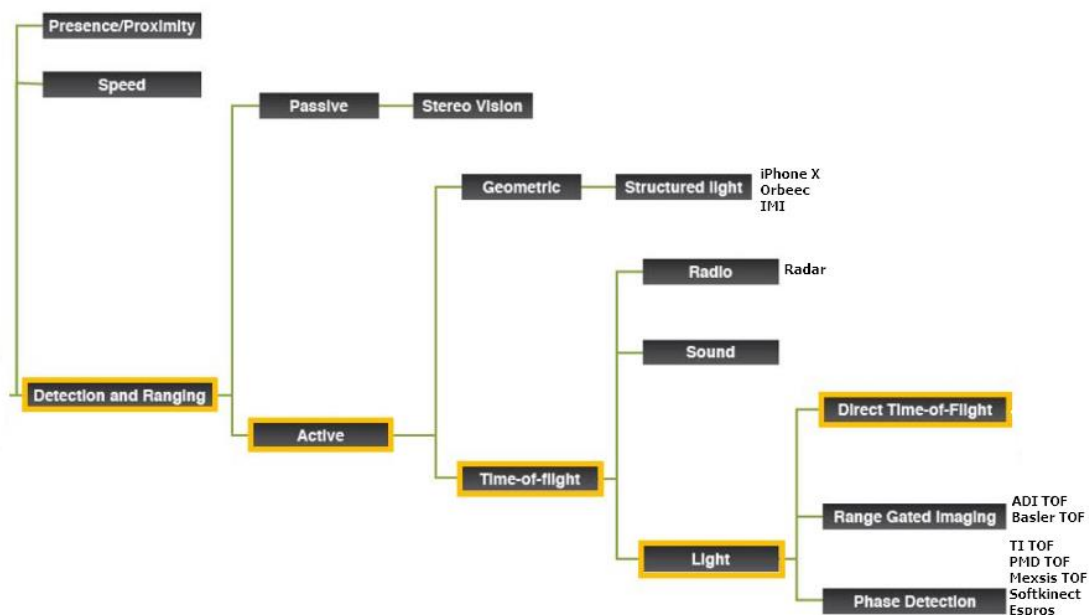 Presence/Proximity
Speed
Passive
Stereo Vision
Geometric
Structured light
iPhone X
Orbeec
IMI
Radio
Radar
Sound
Detection and Ranging
Active
Direct Time-of-Flight
Time-of-flight
Range Gated Imaging
ADI TOF
Basler TOF
Light
Phase Detection
TI TOF
PMD TOF
Mexsis TOF
Softkinect
Espros